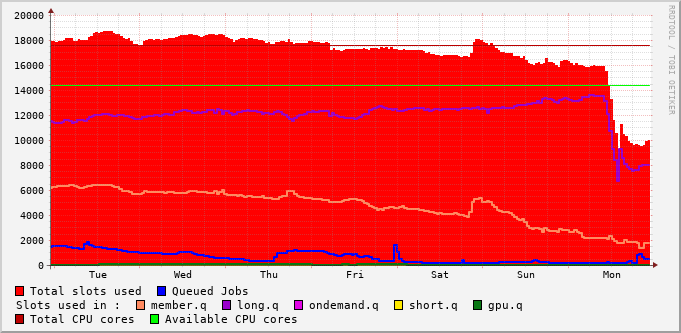 20000
18000
16000
14000
12000
10000
8000
6000
4000
2000
0
Tue Wed Thu Fri Sat Sun Mon
RRDTOOL / TOBI OETIKER
Total slots used Queued Jobs
Slots used in : member.q long.q ondemand.q short.q gpu.q
Total CPU cores Available CPU cores